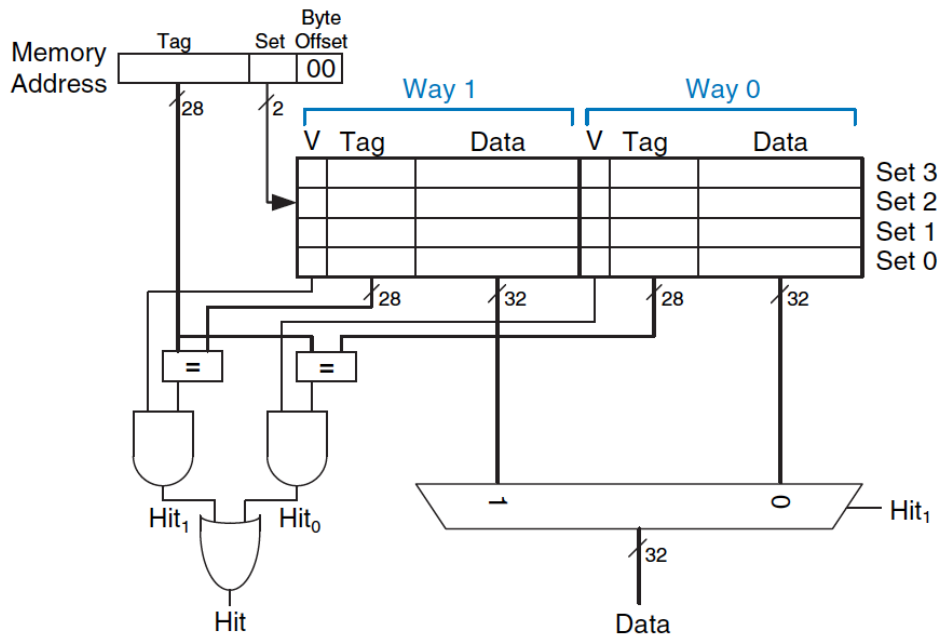 Byte
Tag Set Offset
Memory Address
00
28 2
Way 1 Way 0
V Tag Data V Tag Data
Set 3
Set 2
Set 1
Set 0
28 32 28 32
= =
1 0
Hit₁ Hit₀ Hit₁
32
Hit Data